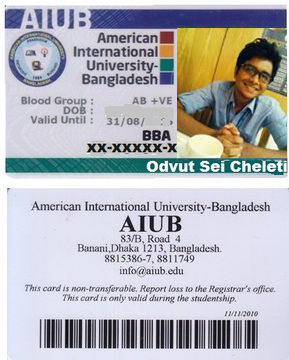 AIUB
American
International
University-
Bangladesh
Blood Group : AB +VE
DOB :
Valid Until : 31/08/
BBA
XX-XXXXX-X
Odvut Sei Cheleti
American International University-Bangladesh
AIUB
83/B, Road 4
Banani,Dhaka 1213, Bangladesh.
8815386-7, 8811749
info@aiub.edu
This card is non-transferable. Report loss to the Registrar's office.
This card is only valid during the studentship.
11/11/2010